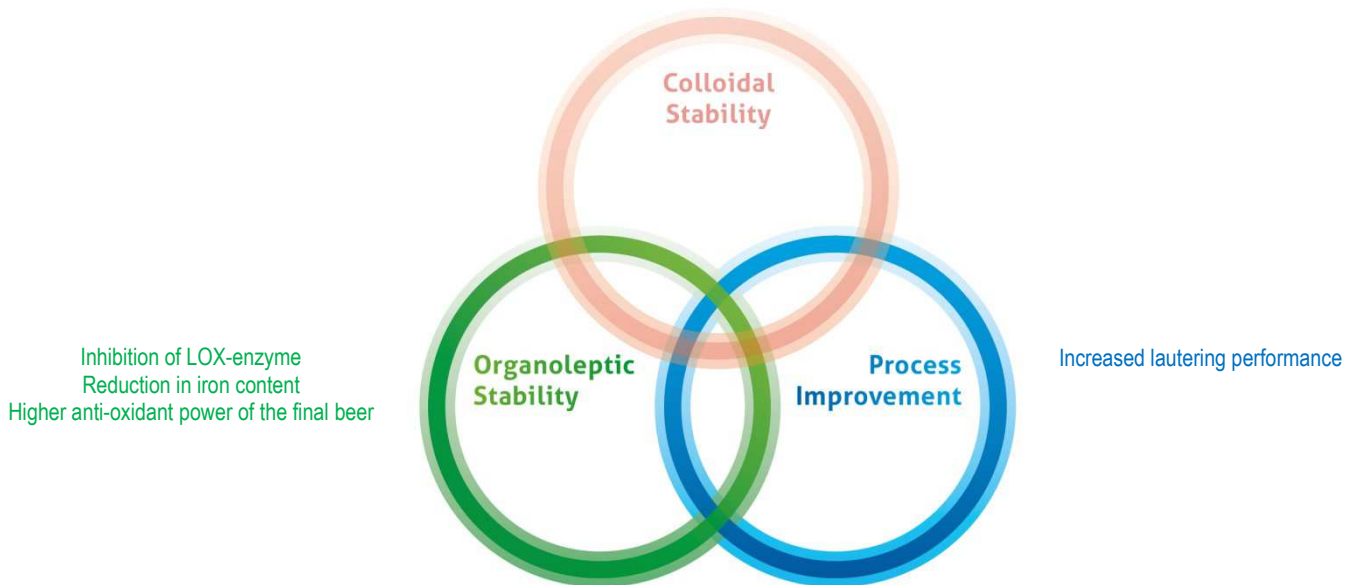 Colloidal
Stability
Inhibition of LOX-enzyme
Reduction in iron content
Higher anti-oxidant power of the final beer
Organoleptic
Stability
Process
Improvement
Increased lautering performance